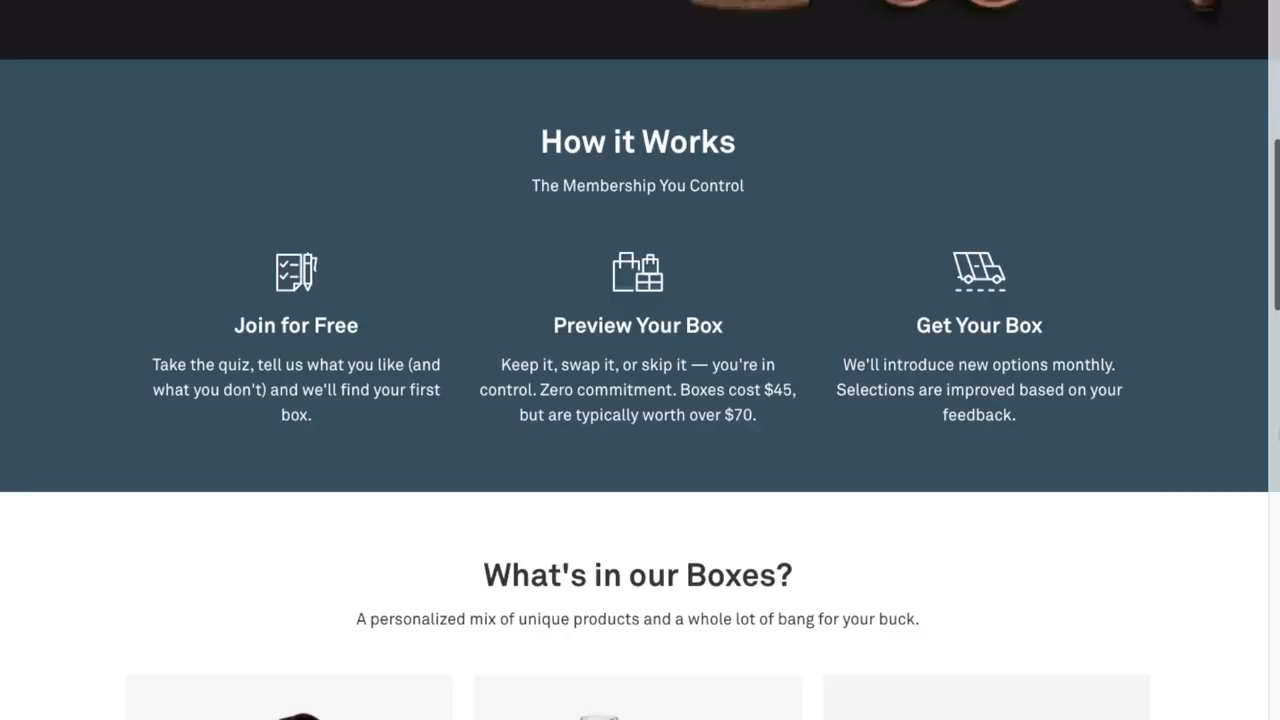 How it Works
The Membership You Control
Join for Free
Take the quiz, tell us what you like (and
what you don't) and we'll find your first
box.
Preview Your Box
Keep it, swap it, or skip it — you're in
control. Zero commitment. Boxes cost $45,
but are typically worth over $70.
Get Your Box
We'll introduce new options monthly.
Selections are improved based on your
feedback.
What's in our Boxes?
A personalized mix of unique products and a whole lot of bang for your buck.